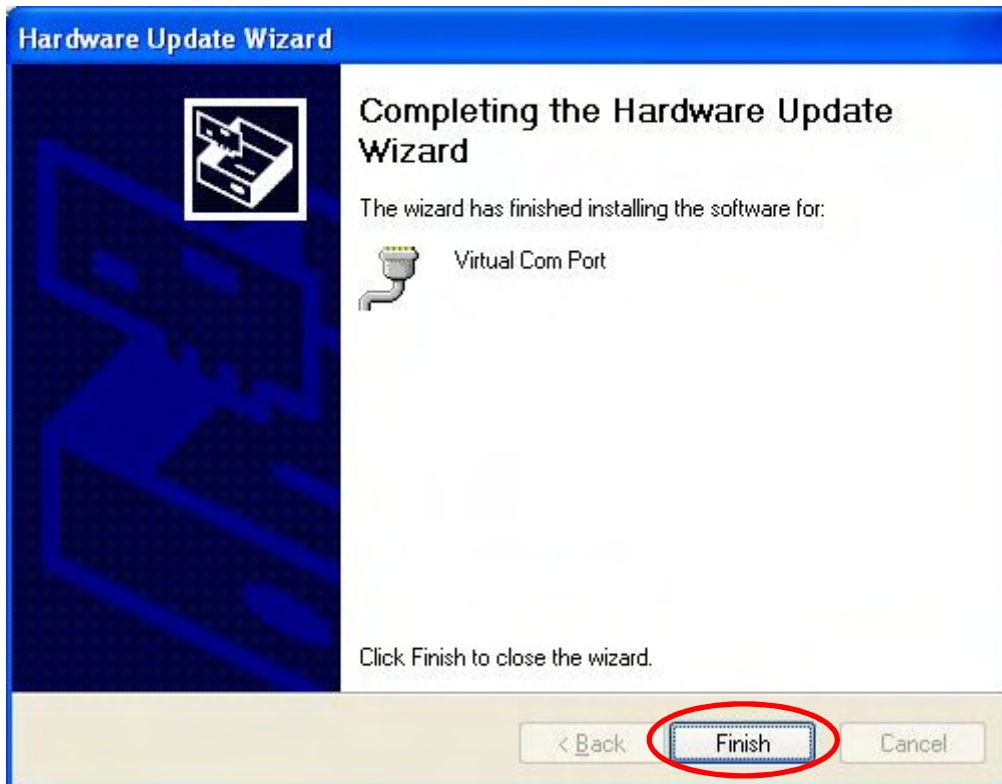 Hardware Update Wizard
Completing the Hardware Update
Wizard
The wizard has finished installing the software for:
Virtual Com Port
Click Finish to close the wizard.
< Back Finish Cancel